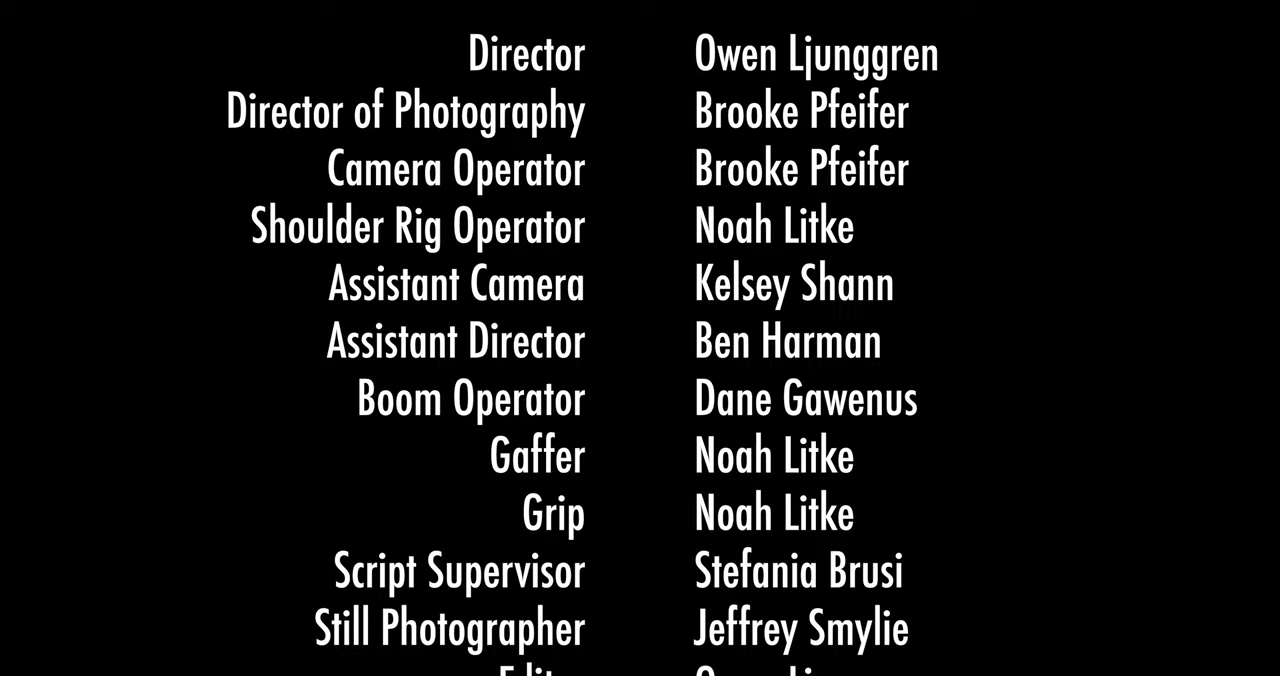 Director Owen Ljunggren
Director of Photography Brooke Pfeifer
Camera Operator Brooke Pfeifer
Shoulder Rig Operator Noah Litke
Assistant Camera Kelsey Shann
Assistant Director Ben Harman
Boom Operator Dane Gawenus
Gaffer Noah Litke
Grip Noah Litke
Script Supervisor Stefania Brusi
Still Photographer Jeffrey Smylie